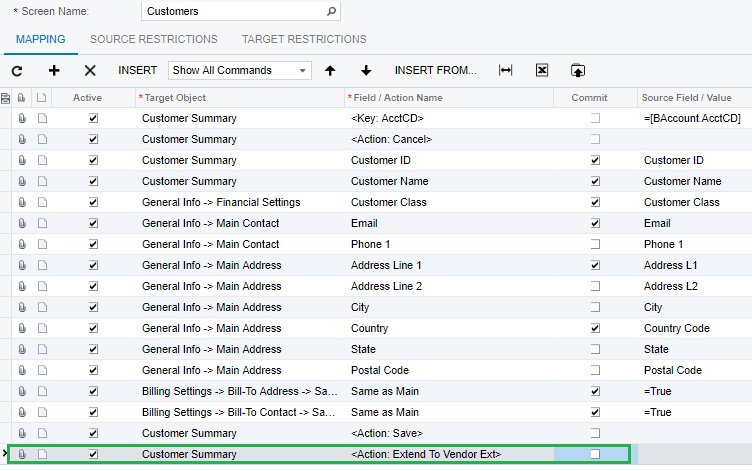 * Screen Name: Customers
MAPPING SOURCE RESTRICTIONS TARGET RESTRICTIONS
INSERT Show All Commands INSERT FROM...
Active * Target Object * Field / Action Name Commit Source Field / Value
Customer Summary <Key: AcctCD> =[BAccount.AcctCD]
Customer Summary <Action: Cancel>
Customer Summary Customer ID Customer ID
Customer Summary Customer Name Customer Name
General Info -> Financial Settings Customer Class Customer Class
General Info -> Main Contact Email Email
General Info -> Main Contact Phone 1 Phone 1
General Info -> Main Address Address Line 1 Address L1
General Info -> Main Address Address Line 2 Address L2
General Info -> Main Address City City
General Info -> Main Address Country Country Code
General Info -> Main Address State State
General Info -> Main Address Postal Code Postal Code
Billing Settings -> Bill-To Address -> Sa... Same as Main =True
Billing Settings -> Bill-To Contact -> Sa... Same as Main =True
Customer Summary <Action: Save>
Customer Summary <Action: Extend To Vendor Ext>